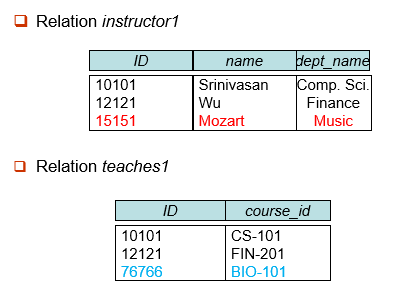 Relation instructor1
ID name dept_name
10101 Srinivasan Comp. Sci.
12121 Wu Finance
15151 Mozart Music
Relation teaches1
ID course_id
10101 CS-101
12121 FIN-201
76766 BIO-101